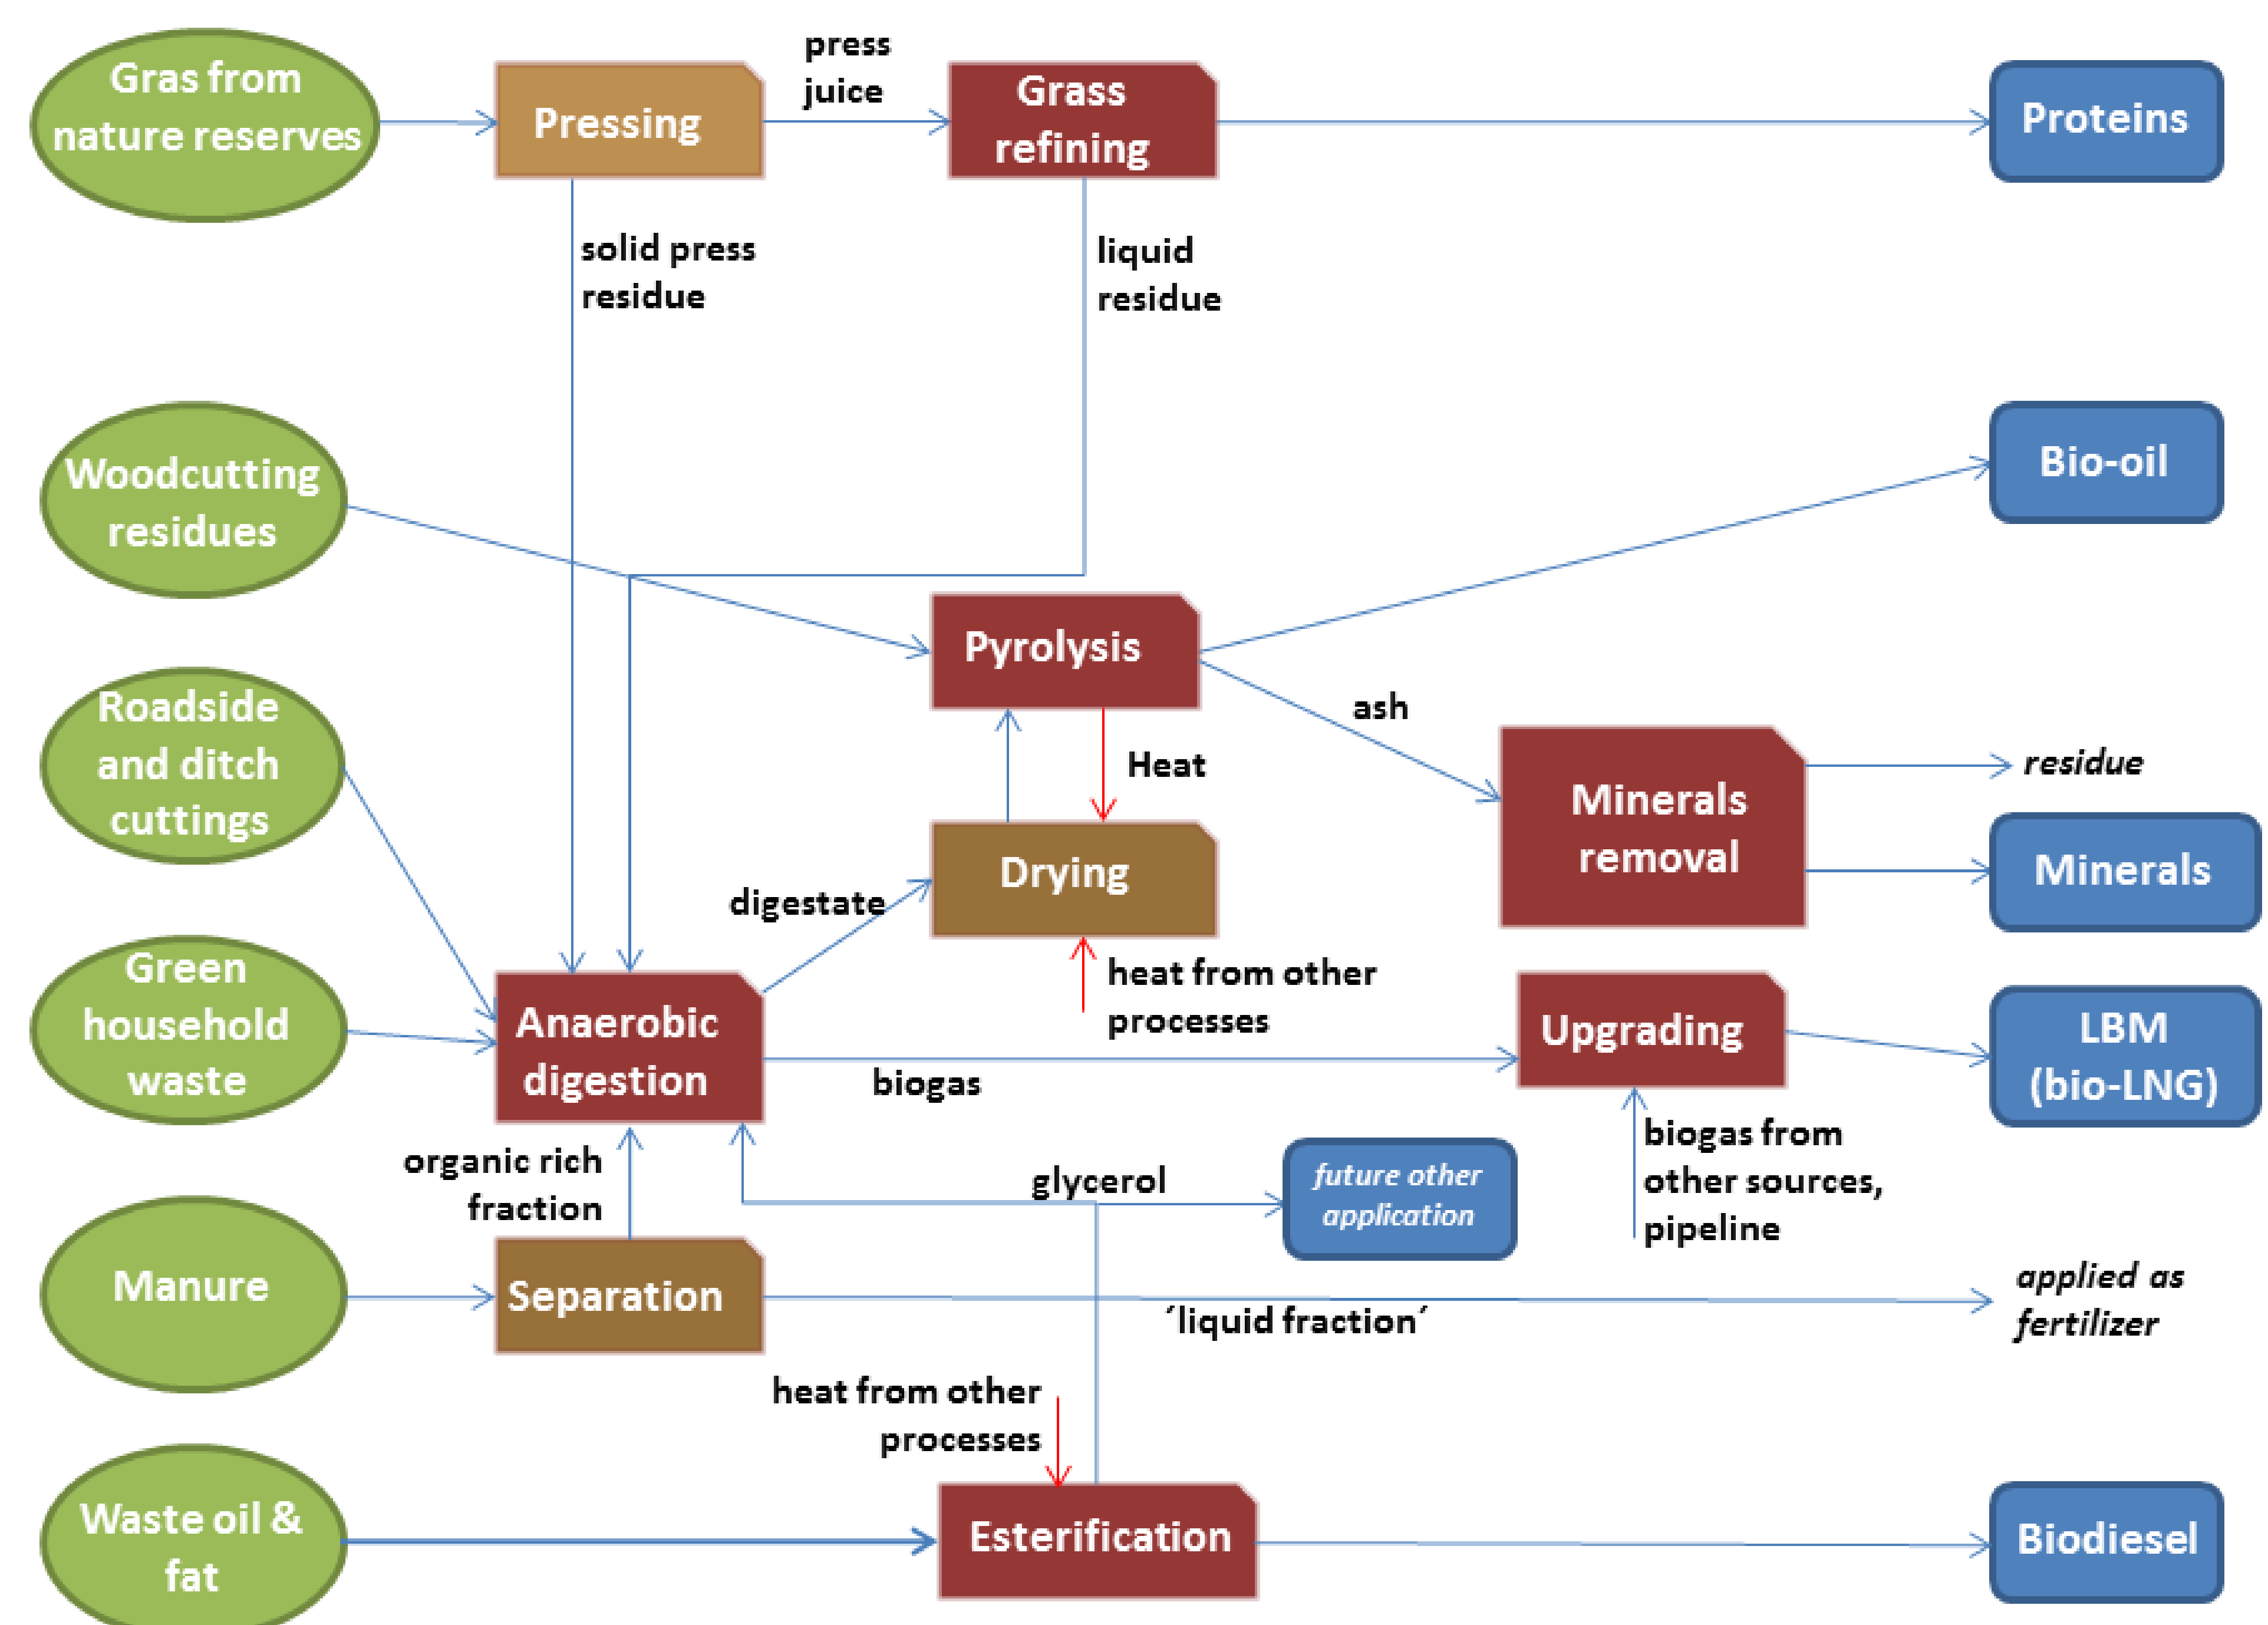 Gras from
nature reserves
Pressing
press
juice
Grass
refining
Proteins
solid press
residue
liquid
residue
Woodcutting
residues
Bio-oil
Pyrolysis
Roadside
and ditch
cuttings
ash
Heat
Minerals
removal
residue
Minerals
Drying
digestate
heat from other
processes
Green
household
waste
Anaerobic
digestion
biogas
Upgrading
LBM
(bio-LNG)
biogas from
other sources,
pipeline
organic rich
fraction
glycerol
future other
application
Manure
Separation
´liquid fraction´
applied as
fertilizer
heat from other
processes
Waste oil &
fat
Esterification
Biodiesel